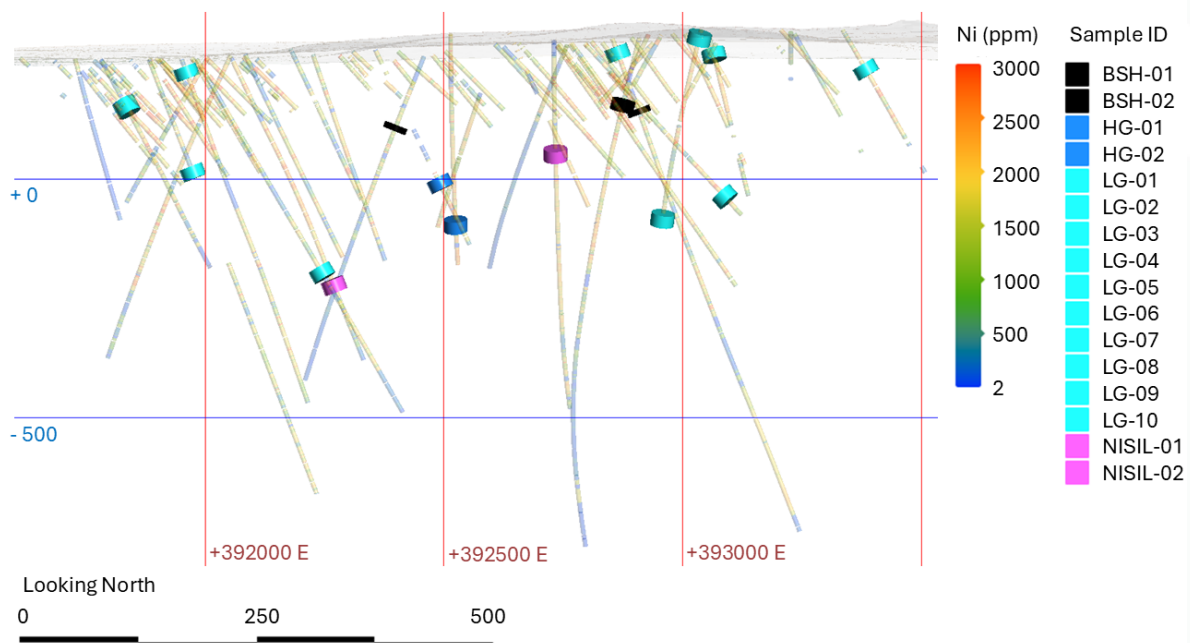 Ni (ppm)
3000
2500
2000
1500
1000
500
2
Sample ID
BSH-01
BSH-02
HG-01
HG-02
LG-01
LG-02
LG-03
LG-04
LG-05
LG-06
LG-07
LG-08
LG-09
LG-10
NISIL-01
NISIL-02
+ 0
- 500
+392000 E
+392500 E
+393000 E
Looking North
0
250
500